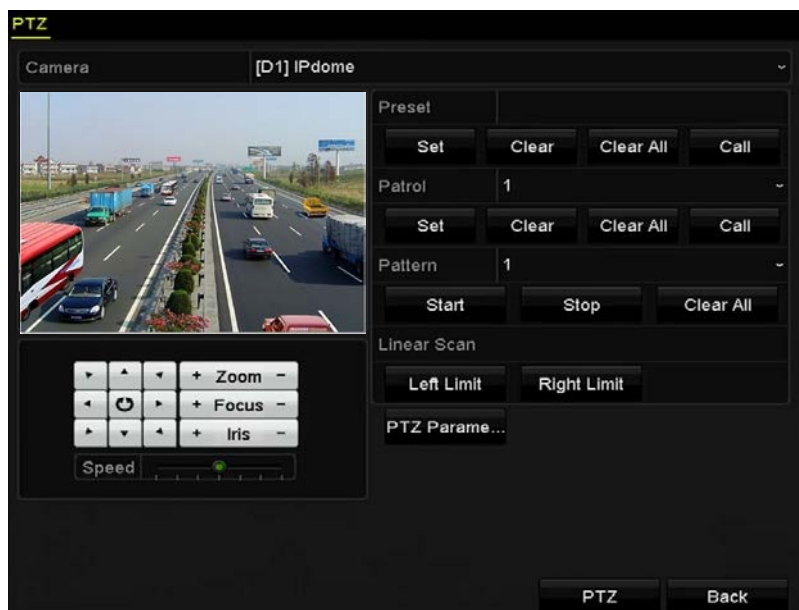 PTZ
Camera [D1] IPdome
Preset
Set Clear Clear All Call
Patrol 1
Set Clear Clear All Call
Pattern 1
Start Stop Clear All
Linear Scan
Left Limit Right Limit
PTZ Parame...
+ Zoom -
+ Focus -
+ Iris -
Speed
PTZ Back